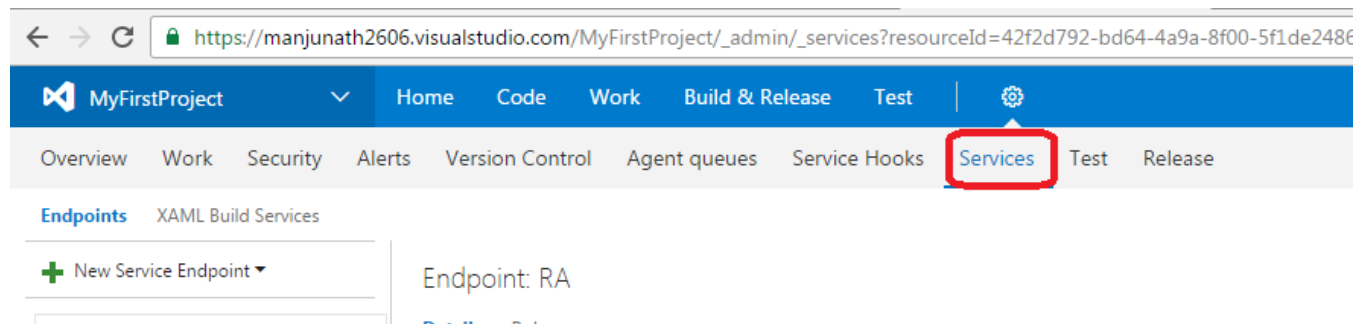 https://manjunath2606.visualstudio.com/MyFirstProject/_admin/_services?resourceId=42f2d792-bd64-4a9a-8f00-5f1de2486
MyFirstProject Home Code Work Build & Release Test
Overview Work Security Alerts Version Control Agent queues Service Hooks Services Test Release
Endpoints XAML Build Services
New Service Endpoint
Endpoint: RA